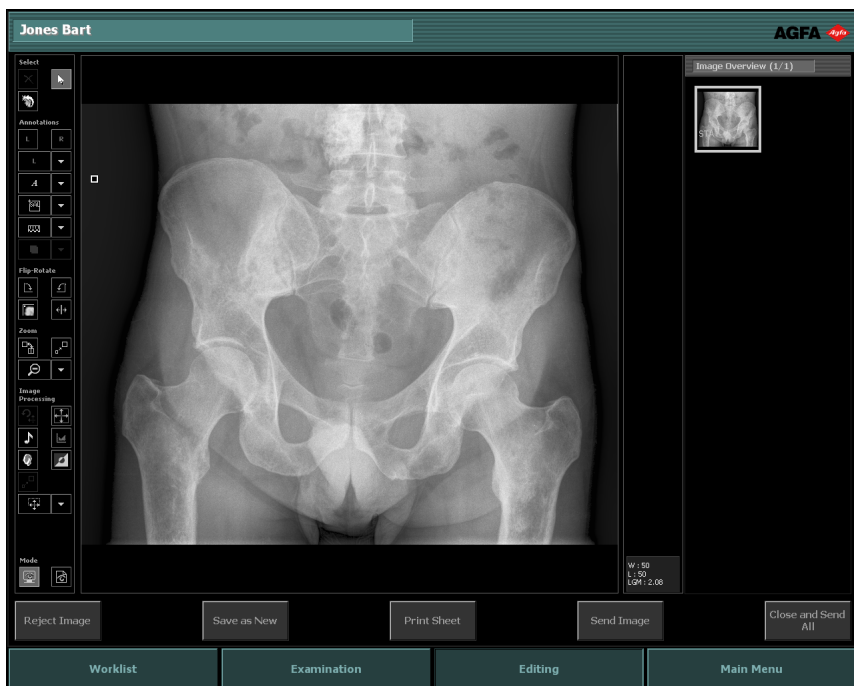 Jones Bart
AGFA
Agfa
Select
Image Overview (1/1)
Annotations
L
R
L
A
Flip-Rotate
Zoom
Image
Processing
Mode
W : 50
L : 50
LGM : 2.08
Reject Image
Save as New
Print Sheet
Send Image
Close and Send
All
Worklist
Examination
Editing
Main Menu